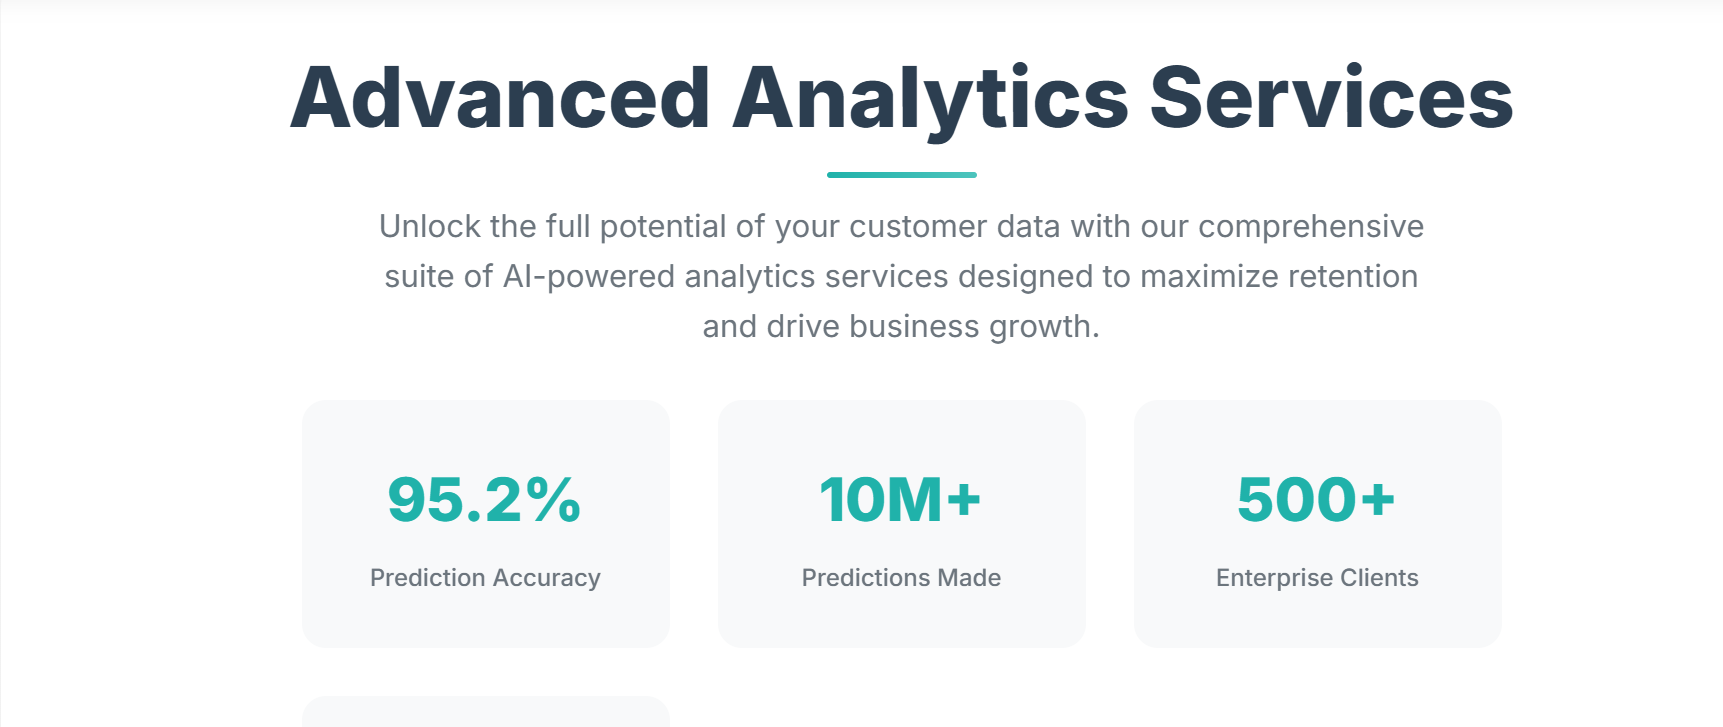 Advanced Analytics Services
Unlock the full potential of your customer data with our comprehensive
suite of AI-powered analytics services designed to maximize retention
and drive business growth.
95.2%
Prediction Accuracy
10M+
Predictions Made
500+
Enterprise Clients